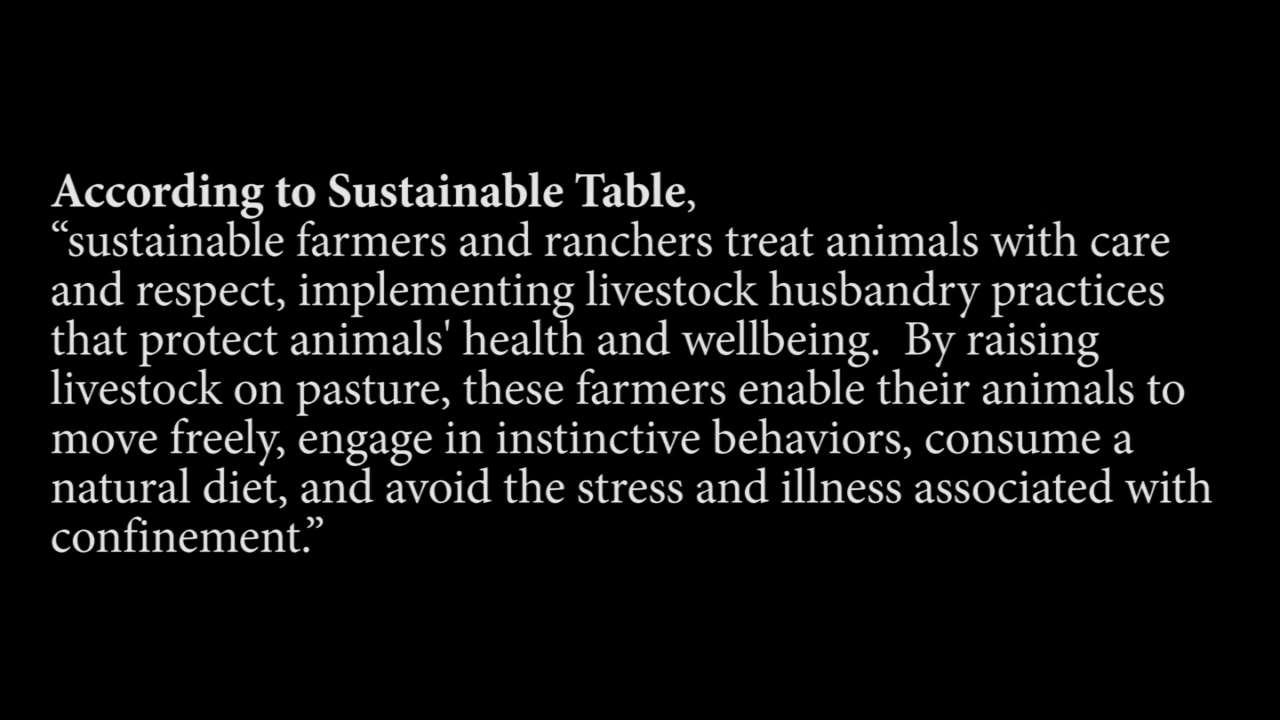 According to Sustainable Table,
“sustainable farmers and ranchers treat animals with care
and respect, implementing livestock husbandry practices
that protect animals' health and wellbeing.  By raising
livestock on pasture, these farmers enable their animals to
move freely, engage in instinctive behaviors, consume a
natural diet, and avoid the stress and illness associated with
confinement.”